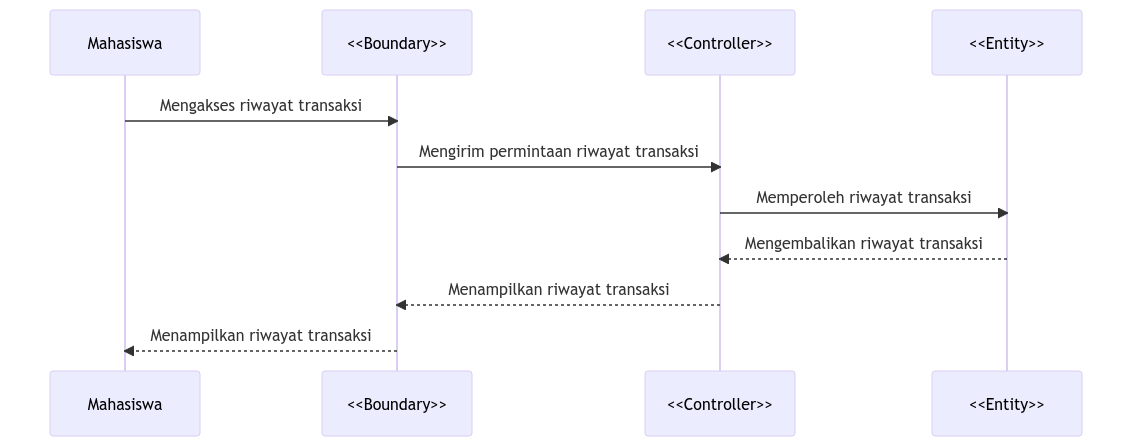 Mahasiswa
<<Boundary>>
<<Controller>>
<<Entity>>
Mengakses riwayat transaksi
Mengirim permintaan riwayat transaksi
Memperoleh riwayat transaksi
Mengembalikan riwayat transaksi
Menampilkan riwayat transaksi
Menampilkan riwayat transaksi
Mahasiswa
<<Boundary>>
<<Controller>>
<<Entity>>